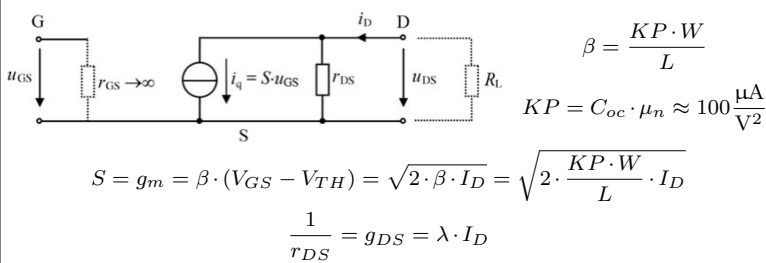 G
i_D
D
u_GS
r_GS →∞
i_q = S·u_GS
r_DS
u_DS
R_L
S
β = KP · W / L
KP = C_oc · μ_n ≈ 100 μA / V²
S = g_m = β · (V_GS − V_TH) = √(2 · β · I_D) = √(2 · KP · W / L · I_D)
1 / r_DS = g_DS = λ · I_D